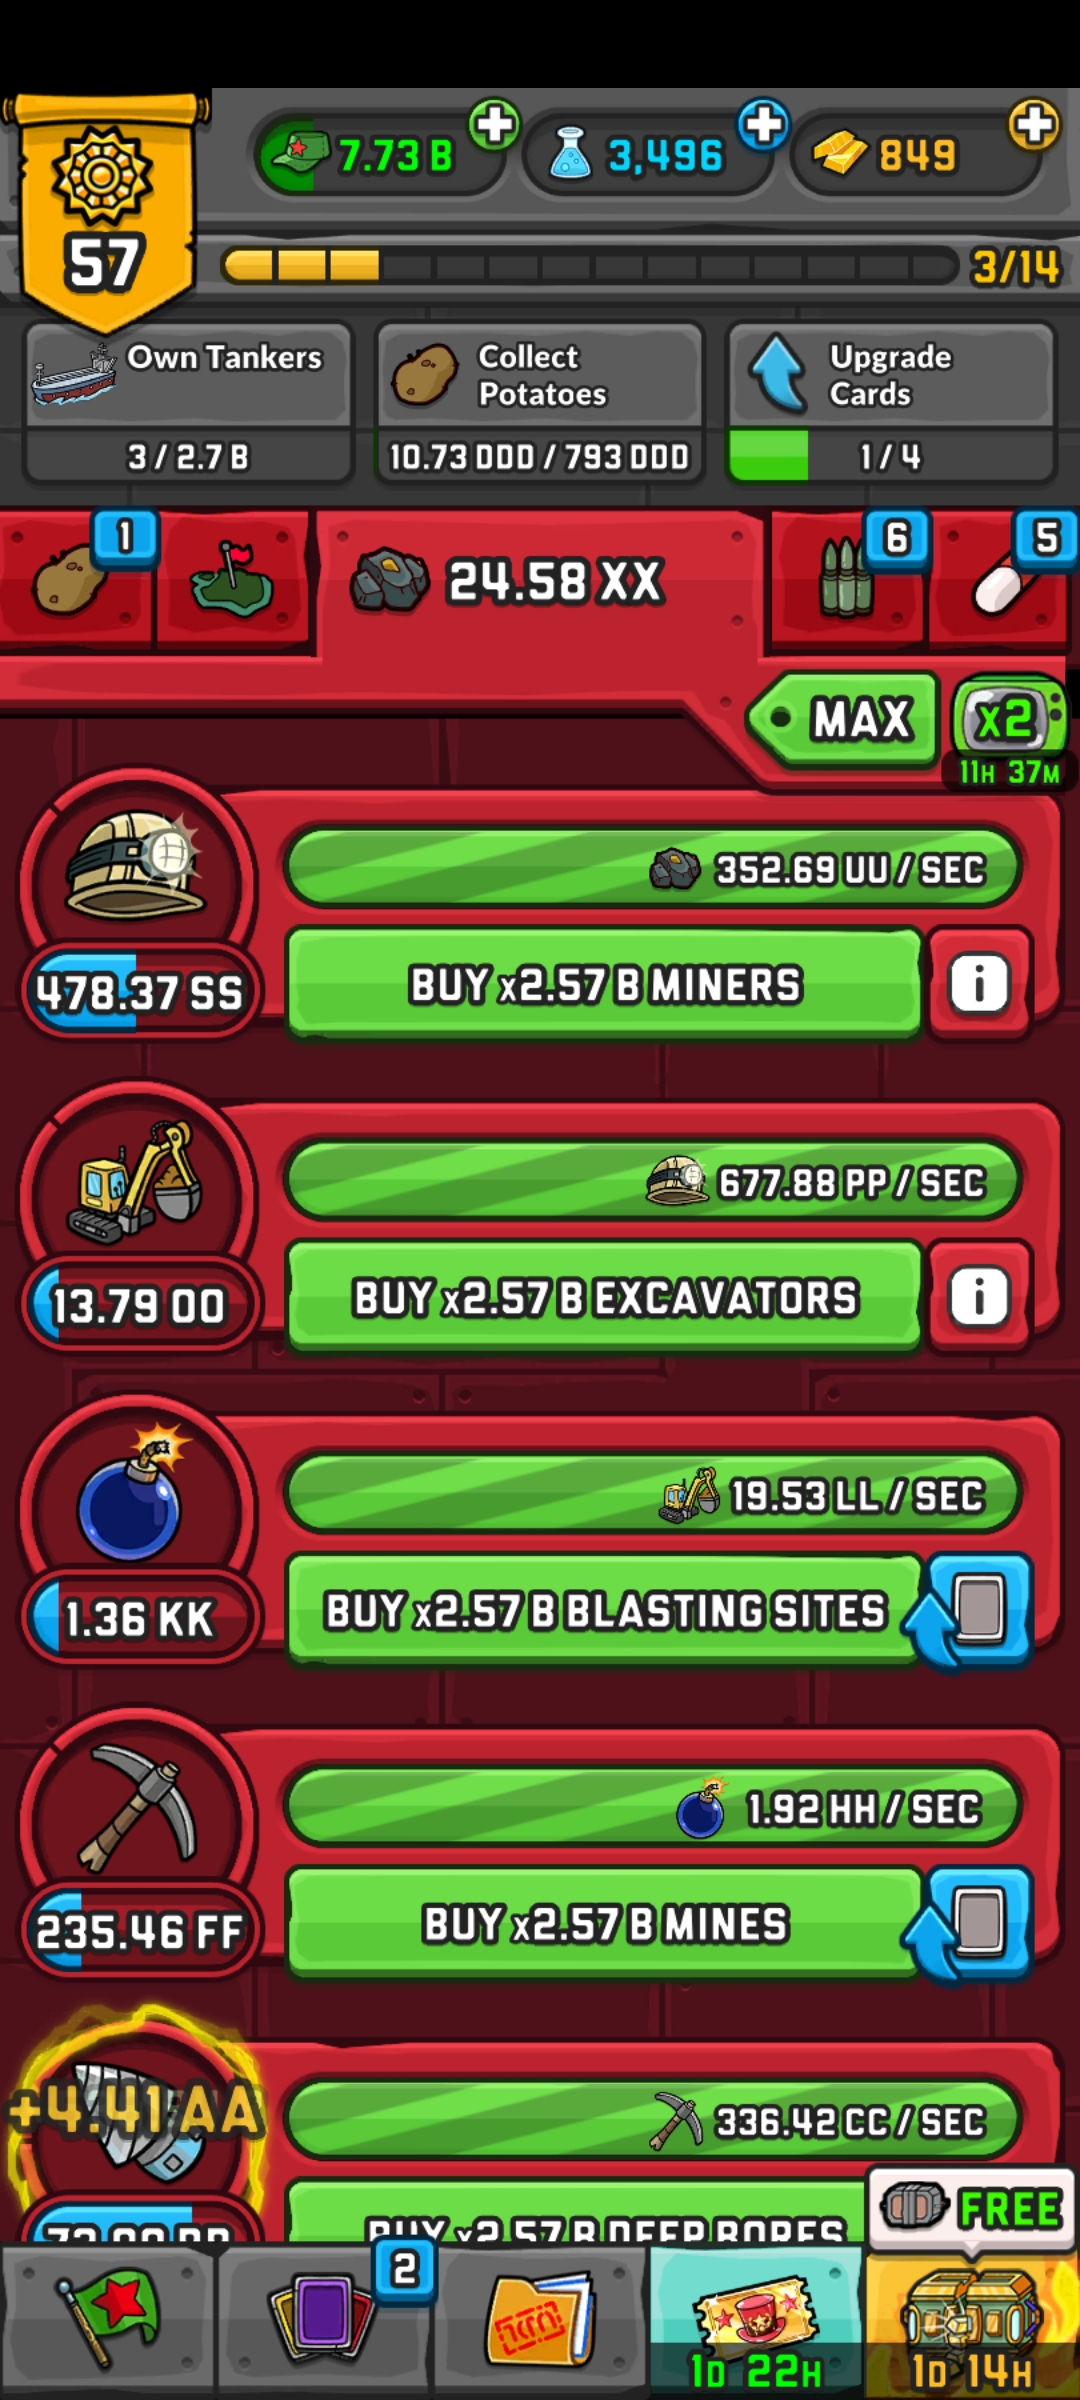 7.73 B
3,496
849
57
3/14
Own Tankers
3 / 2.7 B
Collect
Potatoes
10.73 DDD / 793 DDD
Upgrade
Cards
1 / 4
1
24.58 XX
6
5
MAX
x2
11H 37M
352.69 UU / SEC
478.37 SS
BUY x2.57 B MINERS
i
677.88 PP / SEC
13.79 OO
BUY x2.57 B EXCAVATORS
i
19.53 LL / SEC
1.36 KK
BUY x2.57 B BLASTING SITES
1.92 HH / SEC
235.46 FF
BUY x2.57 B MINES
+4.41 AA
336.42 CC / SEC
BUY x2.57 B DEEP BORES
FREE
2
1D 22H
1D 14H